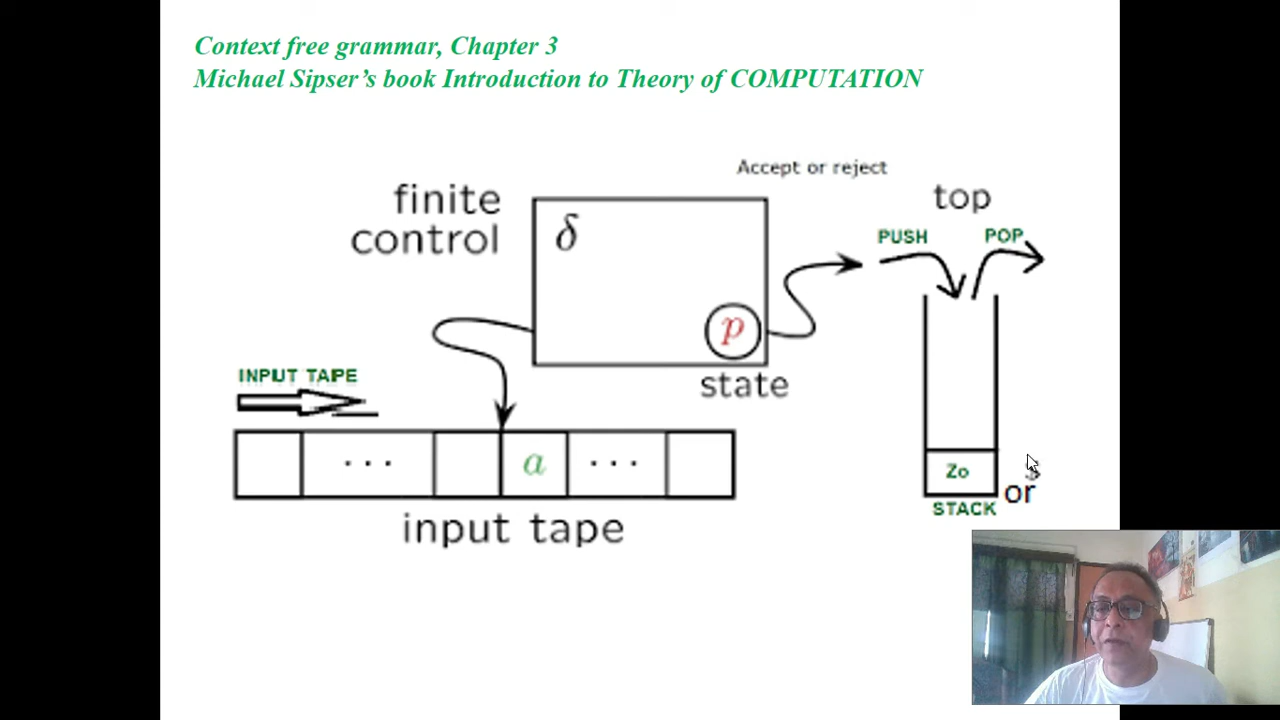 Context free grammar, Chapter 3
Michael Sipser's book Introduction to Theory of COMPUTATION
Accept or reject
finite
control
δ
top
PUSH
POP
p
state
INPUT TAPE
... a ...
input tape
Zo
STACK
or